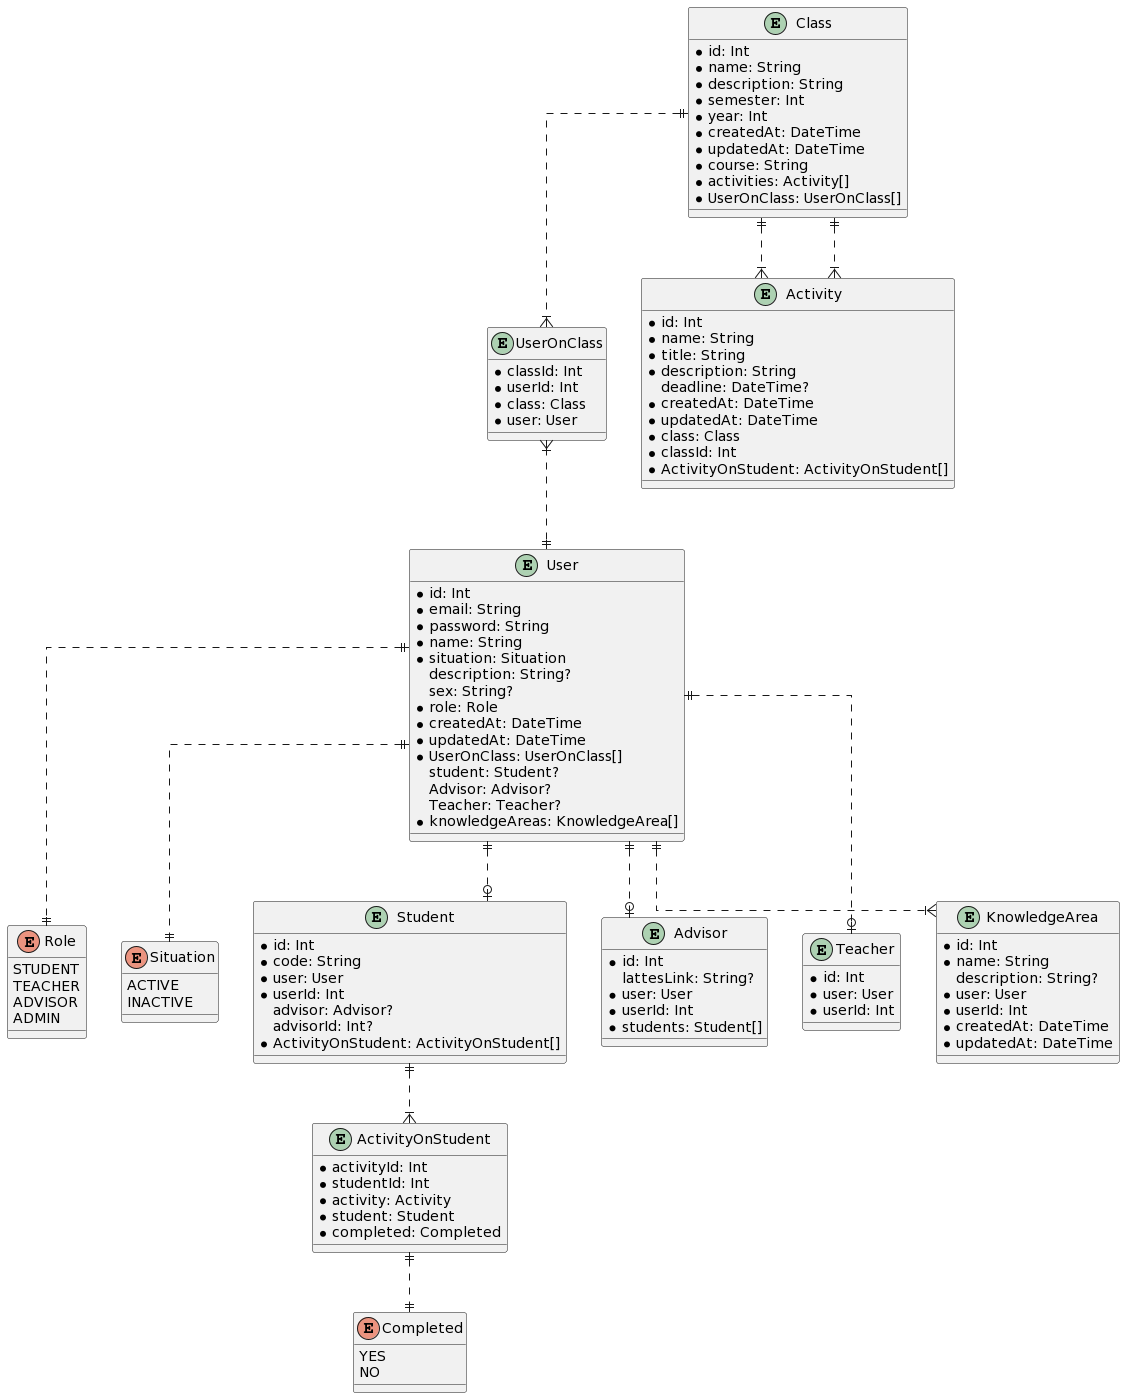 E Class
id: Int
name: String
description: String
semester: Int
year: Int
createdAt: DateTime
updatedAt: DateTime
course: String
activities: Activity[]
UserOnClass: UserOnClass[]
E Activity
id: Int
name: String
title: String
description: String
deadline: DateTime?
createdAt: DateTime
updatedAt: DateTime
class: Class
classId: Int
ActivityOnStudent: ActivityOnStudent[]
E UserOnClass
classId: Int
userId: Int
class: Class
user: User
E User
id: Int
email: String
password: String
name: String
situation: Situation
description: String?
sex: String?
role: Role
createdAt: DateTime
updatedAt: DateTime
UserOnClass: UserOnClass[]
student: Student?
Advisor: Advisor?
Teacher: Teacher?
knowledgeAreas: KnowledgeArea[]
E Role
STUDENT
TEACHER
ADVISOR
ADMIN
E Situation
ACTIVE
INACTIVE
E Student
id: Int
code: String
user: User
userId: Int
advisor: Advisor?
advisorId: Int?
ActivityOnStudent: ActivityOnStudent[]
E Advisor
id: Int
lattesLink: String?
user: User
userId: Int
students: Student[]
E Teacher
id: Int
user: User
userId: Int
E KnowledgeArea
id: Int
name: String
description: String?
user: User
userId: Int
createdAt: DateTime
updatedAt: DateTime
E ActivityOnStudent
activityId: Int
studentId: Int
activity: Activity
student: Student
completed: Completed
E Completed
YES
NO